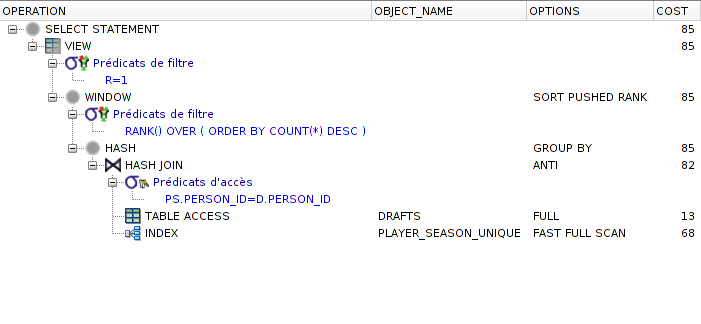 OPERATION OBJECT_NAME OPTIONS COST
SELECT STATEMENT 85
VIEW 85
Prédicats de filtre
R=1
WINDOW SORT PUSHED RANK 85
Prédicats de filtre
RANK() OVER ( ORDER BY COUNT(*) DESC )
HASH GROUP BY 85
HASH JOIN ANTI 82
Prédicats d'accès
PS.PERSON_ID=D.PERSON_ID
TABLE ACCESS DRAFTS FULL 13
INDEX PLAYER_SEASON_UNIQUE FAST FULL SCAN 68